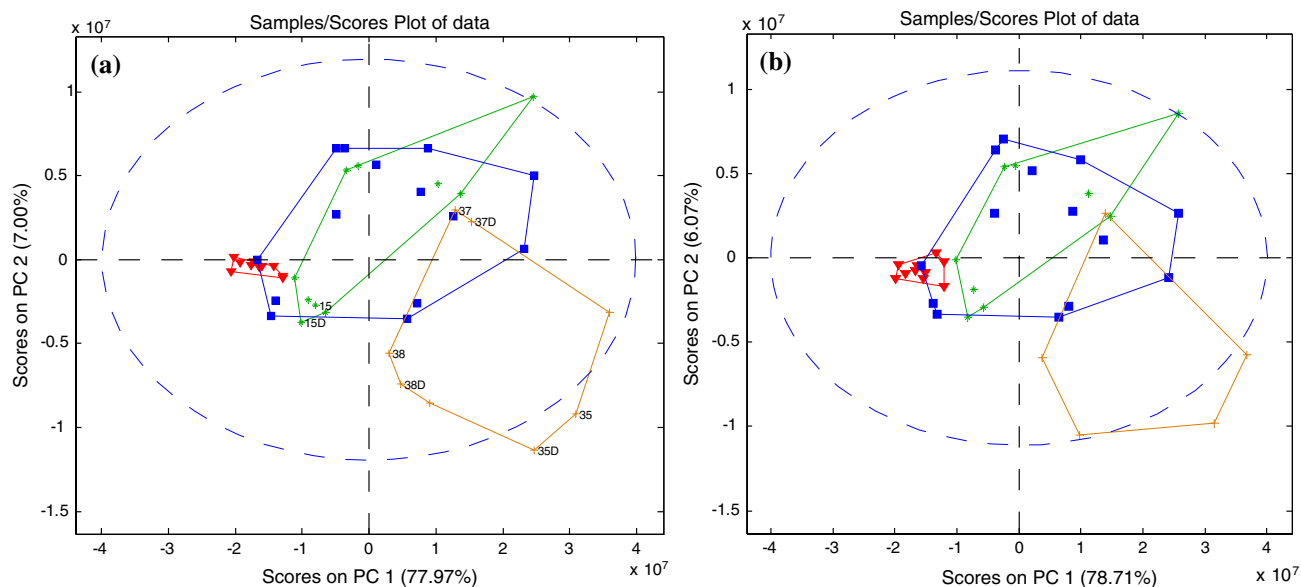 x 10^7
Samples/Scores Plot of data
(a)
1
0.5
0
-0.5
-1
-1.5
Scores on PC 2 (7.00%)
37
37D
15
15D
38
38D
35
35D
-4 -3 -2 -1 0 1 2 3 4
Scores on PC 1 (77.97%)
x 10^7
x 10^7
Samples/Scores Plot of data
(b)
1
0.5
0
-0.5
-1
-1.5
Scores on PC 2 (6.07%)
-4 -3 -2 -1 0 1 2 3 4
Scores on PC 1 (78.71%)
x 10^7